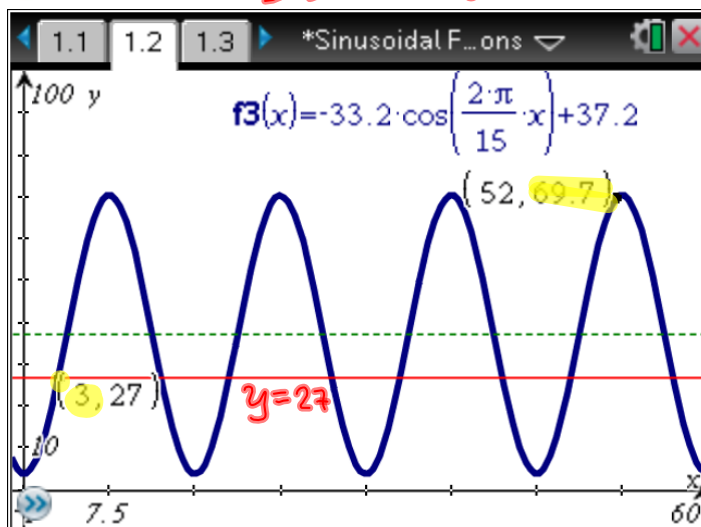 1.1 1.2 1.3 *Sinusoidal F...ons
100 y
f3(x)=-33.2·cos(2·π/15·x)+37.2
(52, 69.7)
(3, 27) y=27
10
x
7.5 60